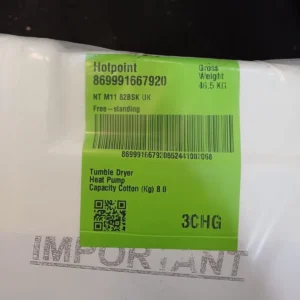 Hotpoint
869991667920
Gross
Weight
46.5 KG
NT M11 82BSK UK
Free-standing
Tumble Dryer
Heat Pump
Capacity Cotton (Kg) 8.0
3CHG
IMPORTANT